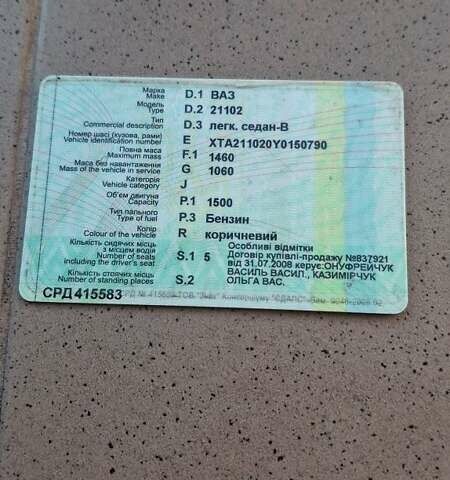 Марка D.1 ВАЗ
Make
Модель D.2 21102
Type
Тип
Commercial description D.3 легк. седан-В
Номер шасі (кузова, рами) E XTA211020Y0150790
Vehicle identification number
Повна маса F.1 1460
Maximum mass
Маса без навантаження G 1060
Mass of the vehicle in service
Категорія J
Vehicle category
Об'єм двигуна P.1 1500
Capacity
Тип пального P.3 Бензин
Type of fuel
Колір R коричневий
Colour of the vehicle
Кількість сидячих місць Особливі відмітки
з місцем водія S.1 5 Договір купівлі-продажу №837921
Number of seats від 31.07.2008 керує:ОНУФРЕЙЧУК
including the driver's seat ВАСИЛЬ ВАСИЛ., КАЗИМІРЧУК
Кількість стоячих місць S.2 ОЛЬГА ВАС.
Number of standing places
СРД 415583